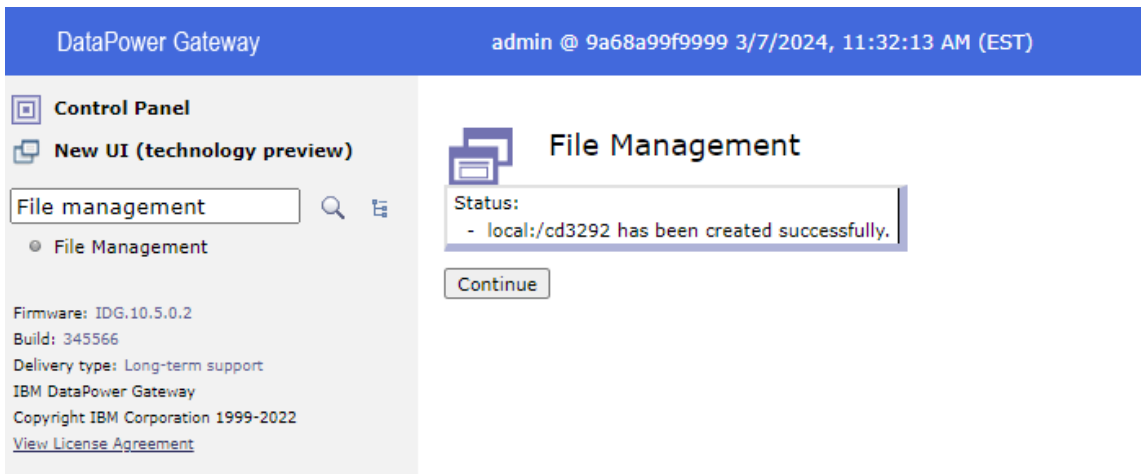 DataPower Gateway
admin @ 9a68a99f9999 3/7/2024, 11:32:13 AM (EST)
Control Panel
New UI (technology preview)
File management
File Management
Firmware: IDG.10.5.0.2
Build: 345566
Delivery type: Long-term support
IBM DataPower Gateway
Copyright IBM Corporation 1999-2022
View License Agreement
File Management
Status:
- local:/cd3292 has been created successfully.
Continue